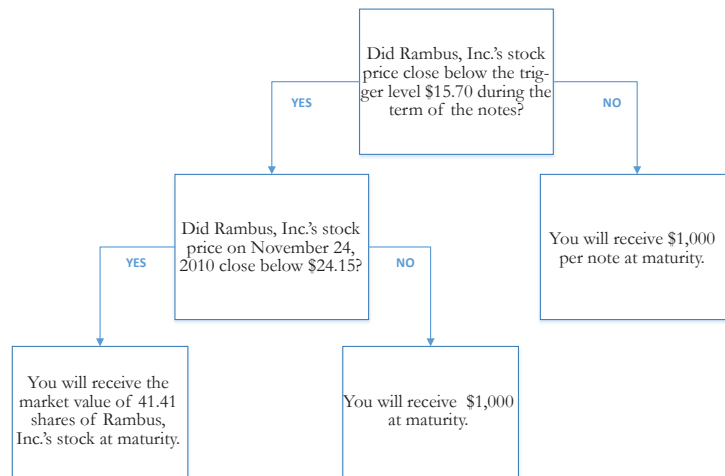 Did Rambus, Inc.'s stock
price close below the trig-
ger level $15.70 during the
term of the notes?
YES
NO
Did Rambus, Inc.'s stock
price on November 24,
2010 close below $24.15?
You will receive $1,000
per note at maturity.
YES
NO
You will receive the
market value of 41.41
shares of Rambus,
Inc.'s stock at maturity.
You will receive $1,000
at maturity.